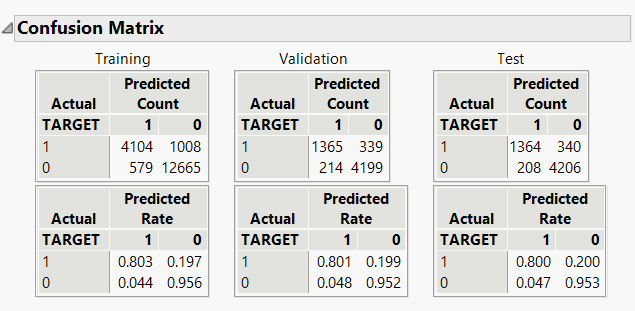 Confusion Matrix
Training Validation Test
Predicted Predicted Predicted
Actual Count Actual Count Actual Count
TARGET 1 0 TARGET 1 0 TARGET 1 0
1 4104 1008 1 1365 339 1 1364 340
0 579 12665 0 214 4199 0 208 4206
Predicted Predicted Predicted
Actual Rate Actual Rate Actual Rate
TARGET 1 0 TARGET 1 0 TARGET 1 0
1 0.803 0.197 1 0.801 0.199 1 0.800 0.200
0 0.044 0.956 0 0.048 0.952 0 0.047 0.953